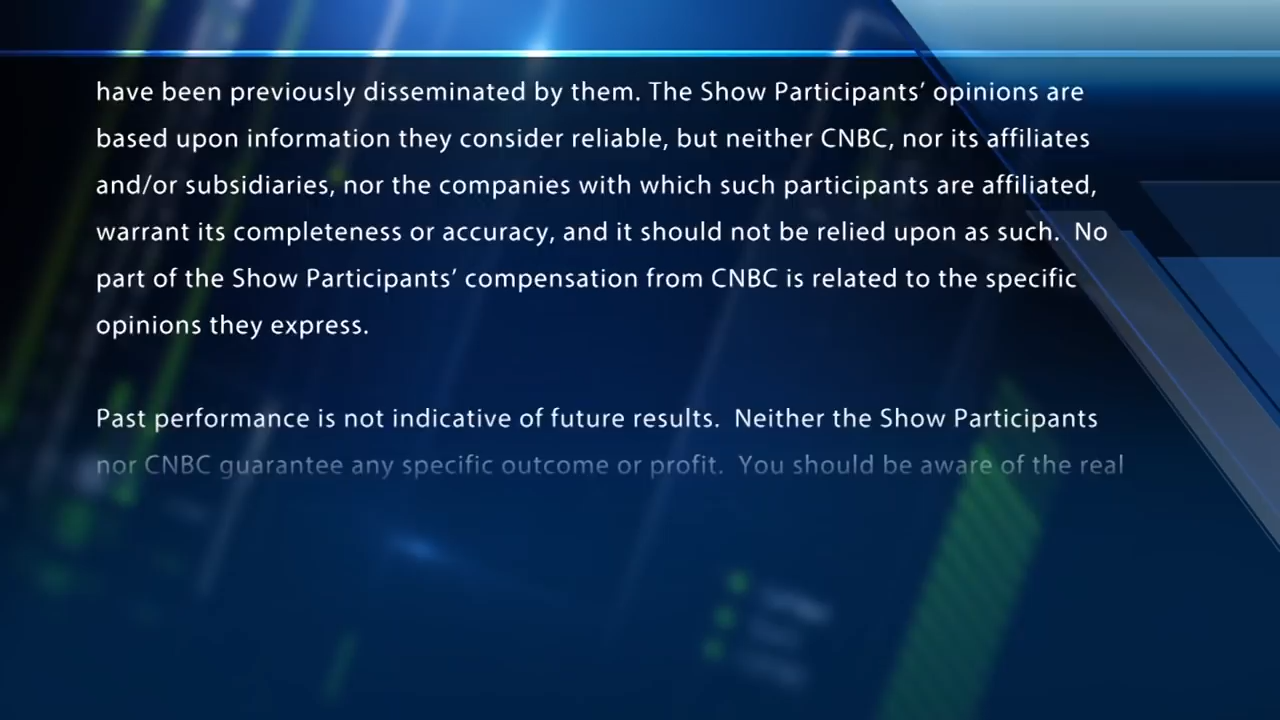 have been previously disseminated by them. The Show Participants’ opinions are
based upon information they consider reliable, but neither CNBC, nor its affiliates
and/or subsidiaries, nor the companies with which such participants are affiliated,
warrant its completeness or accuracy, and it should not be relied upon as such.  No
part of the Show Participants’ compensation from CNBC is related to the specific
opinions they express.
Past performance is not indicative of future results.  Neither the Show Participants
nor CNBC guarantee any specific outcome or profit.  You should be aware of the real